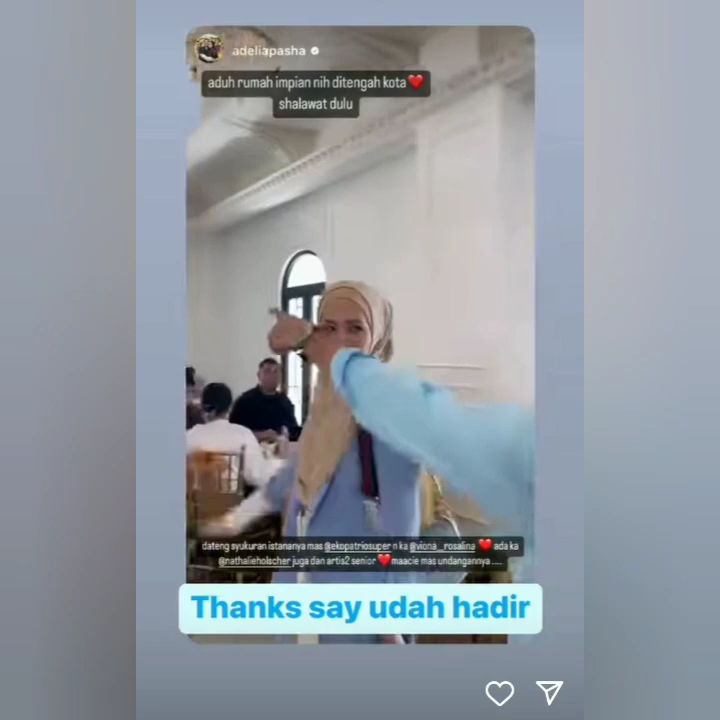 adeliapasha
aduh rumah impian nih ditengah kota❤️
shalawat dulu
dateng syukuran istananya mas @ekopatriosuper n ka @viona_rosalina ❤️ ada ka
@nathalieholscher juga dan artis2 senior ❤️maacie mas undangannya .....
Thanks say udah hadir